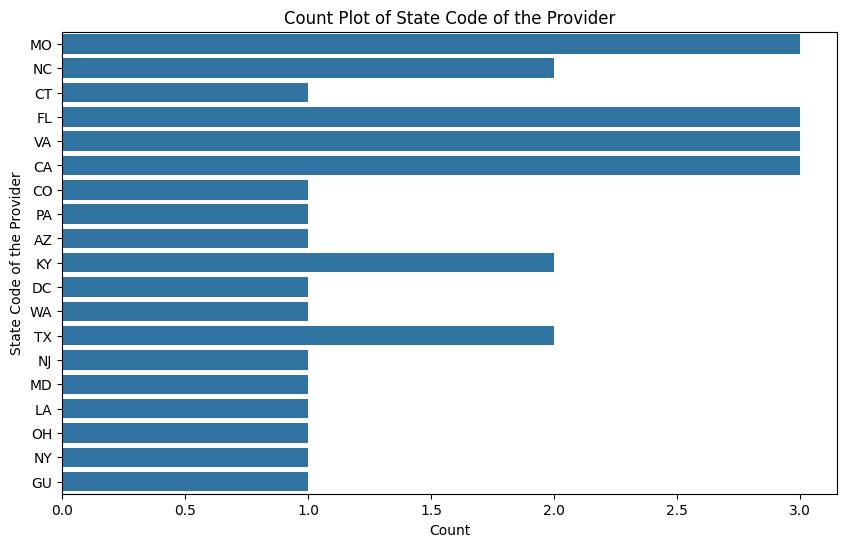 Count Plot of State Code of the Provider
State Code of the Provider
MO
NC
CT
FL
VA
CA
CO
PA
AZ
KY
DC
WA
TX
NJ
MD
LA
OH
NY
GU
0.0 0.5 1.0 1.5 2.0 2.5 3.0
Count